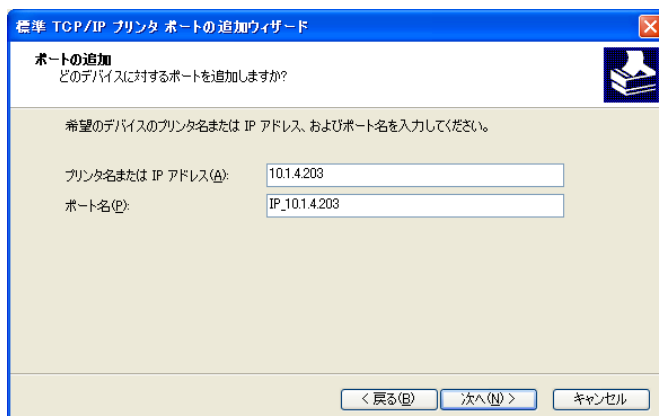 標準 TCP/IP プリンタ ポートの追加ウィザード
ポートの追加
どのデバイスに対するポートを追加しますか?
希望のデバイスのプリンタ名または IP アドレス、およびポート名を入力してください。
プリンタ名または IP アドレス(A): 10.1.4.203
ポート名(P): IP_10.1.4.203
< 戻る(B) 次へ(N) > キャンセル